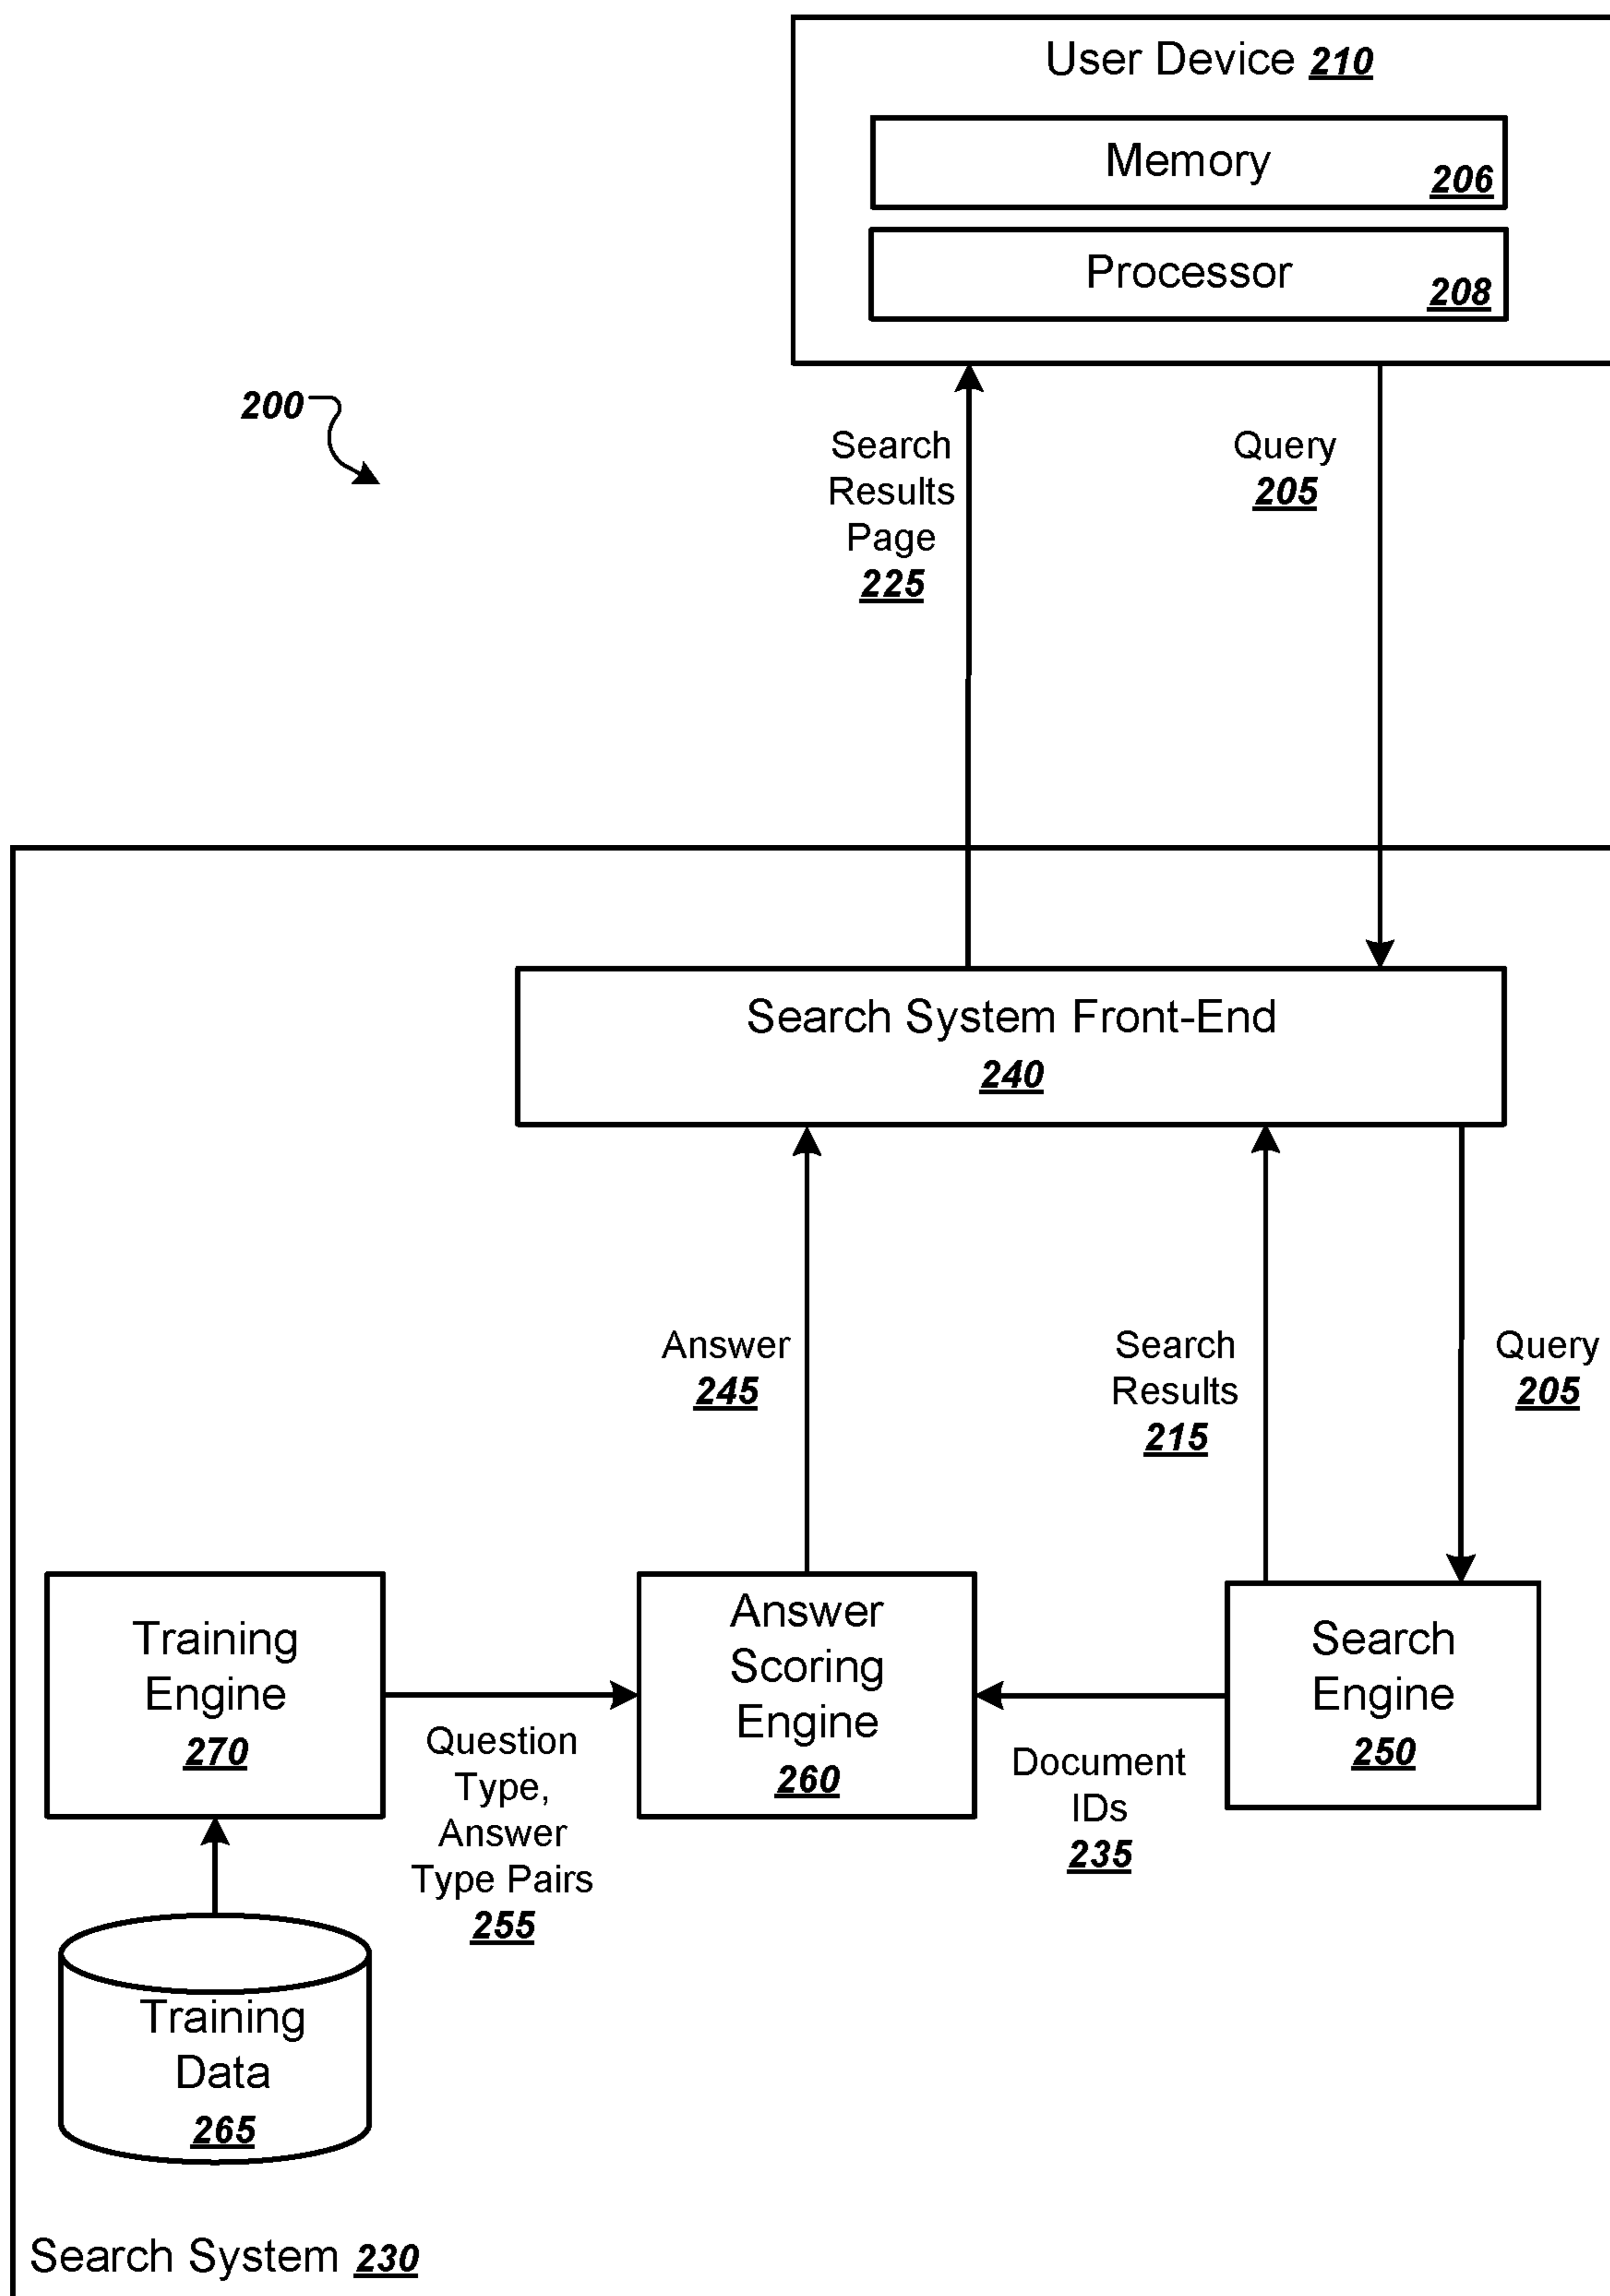 User Device 210
Memory
206
Processor
208
200
Search
Results
Page
225
Query
205
Search System Front-End
240
Answer
245
Search
Results
215
Query
205
Training
Engine
270
Question
Type,
Answer
Type Pairs
255
Answer
Scoring
Engine
260
Document
IDs
235
Search
Engine
250
Training
Data
265
Search System 230